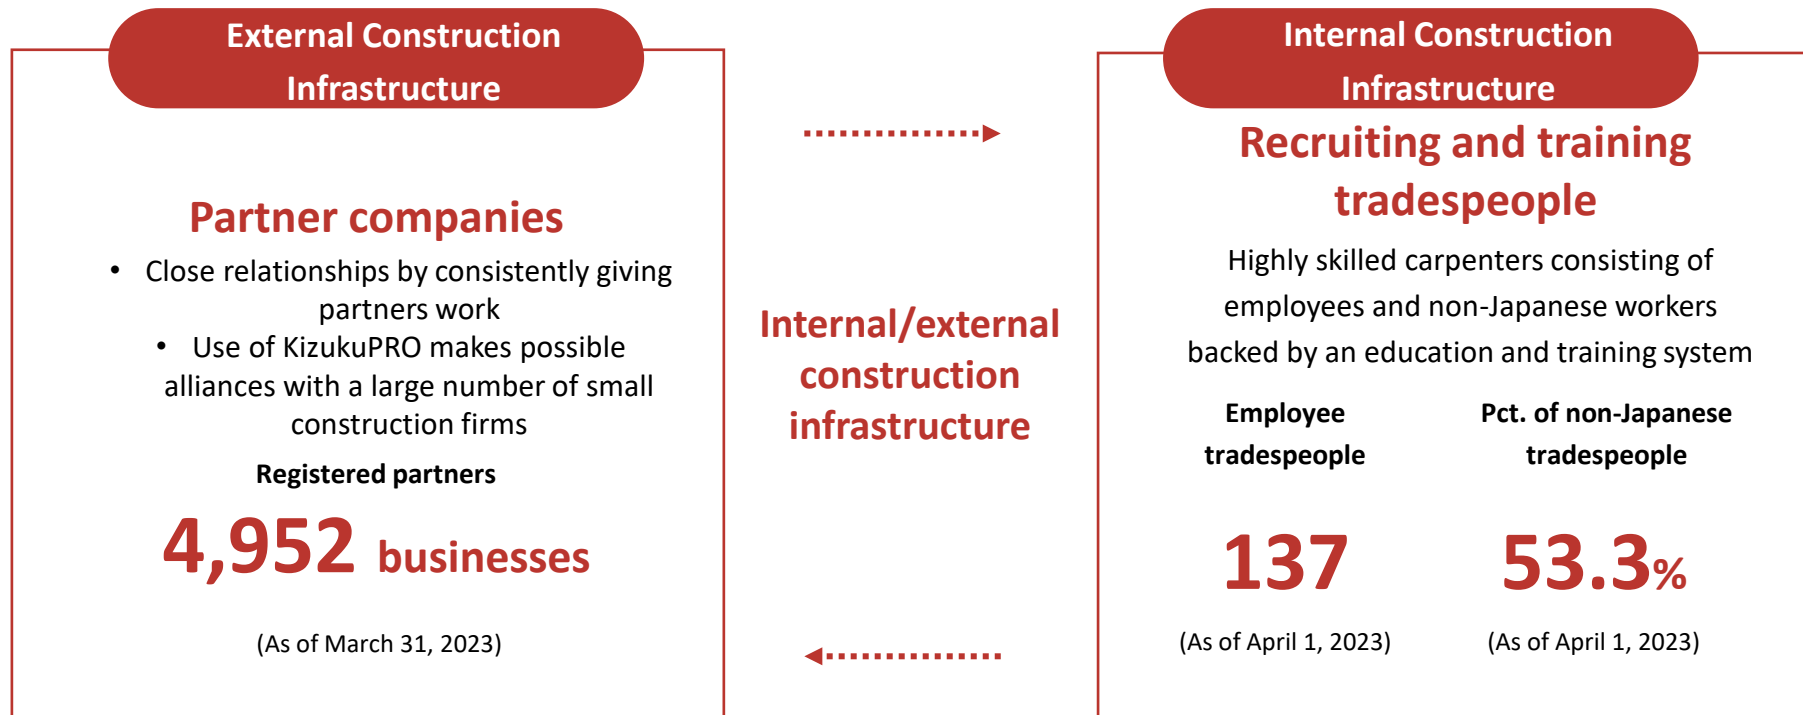 External Construction
Infrastructure
Partner companies
• Close relationships by consistently giving
partners work
• Use of KizukuPRO makes possible
alliances with a large number of small
construction firms
Registered partners
4,952 businesses
(As of March 31, 2023)
Internal/external
construction
infrastructure
Internal Construction
Infrastructure
Recruiting and training
tradespeople
Highly skilled carpenters consisting of
employees and non-Japanese workers
backed by an education and training system
Employee
tradespeople
137
(As of April 1, 2023)
Pct. of non-Japanese
tradespeople
53.3%
(As of April 1, 2023)